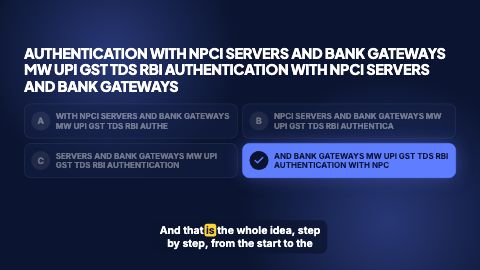 AUTHENTICATION WITH NPCI SERVERS AND BANK GATEWAYS
MW UPI GST TDS RBI AUTHENTICATION WITH NPCI SERVERS
AND BANK GATEWAYS
A WITH NPCI SERVERS AND BANK GATEWAYS
MW UPI GST TDS RBI AUTHE
B NPCI SERVERS AND BANK GATEWAYS MW
UPI GST TDS RBI AUTHENTICA
C SERVERS AND BANK GATEWAYS MW UPI
GST TDS RBI AUTHENTICATION
AND BANK GATEWAYS MW UPI GST TDS RBI
AUTHENTICATION WITH NPC
And that is the whole idea, step
by step, from the start to the